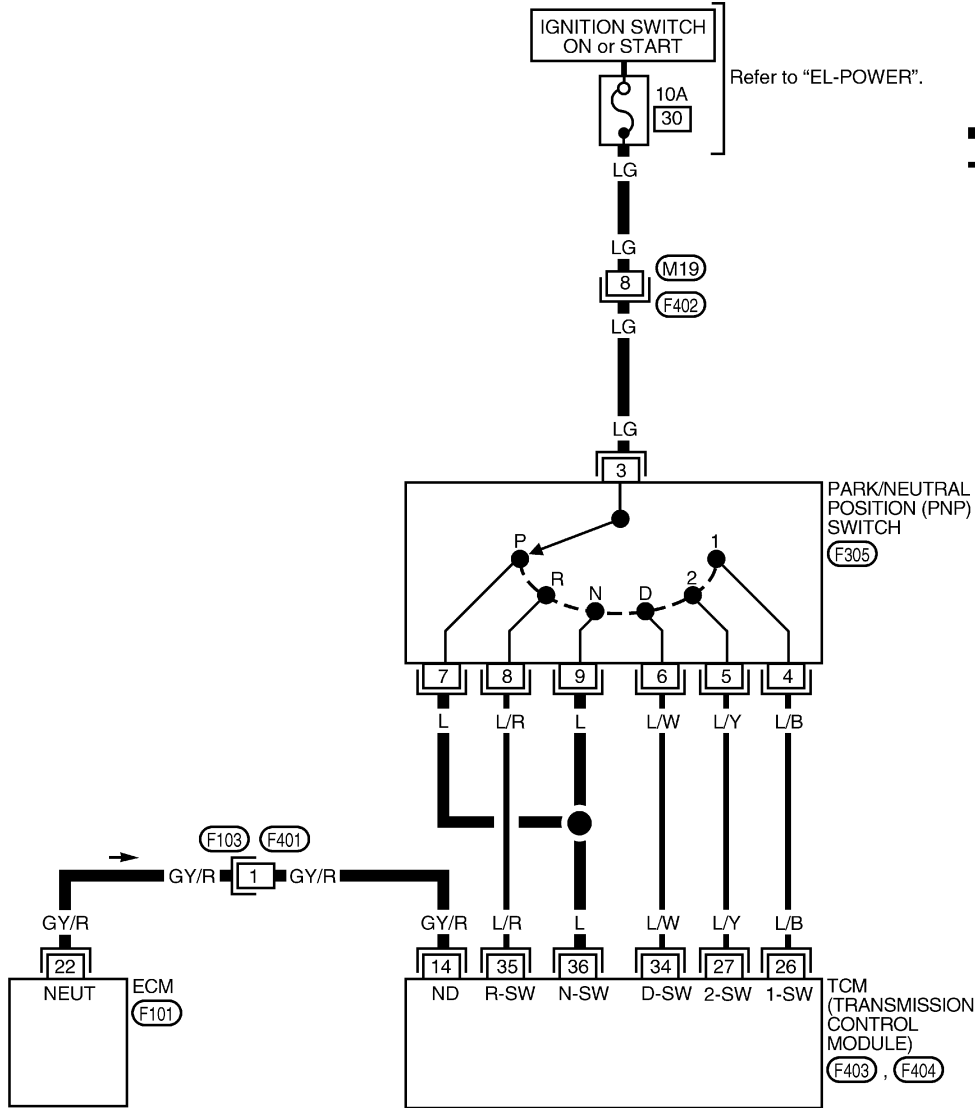 IGNITION SWITCH
ON or START
Refer to “EL-POWER”.
10A
30
LG
LG
M19
8
F402
LG
LG
3
PARK/NEUTRAL
POSITION (PNP)
SWITCH
F305
P
R
N
D
2
1
7
8
9
6
5
4
L
L/R
L
L/W
L/Y
L/B
F103
F401
GY/R
1
GY/R
GY/R
GY/R
L/R
L
L/W
L/Y
L/B
22
14
35
36
34
27
26
NEUT
ECM
F101
ND
R-SW
N-SW
D-SW
2-SW
1-SW
TCM
(TRANSMISSION
CONTROL
MODULE)
F403 , F404